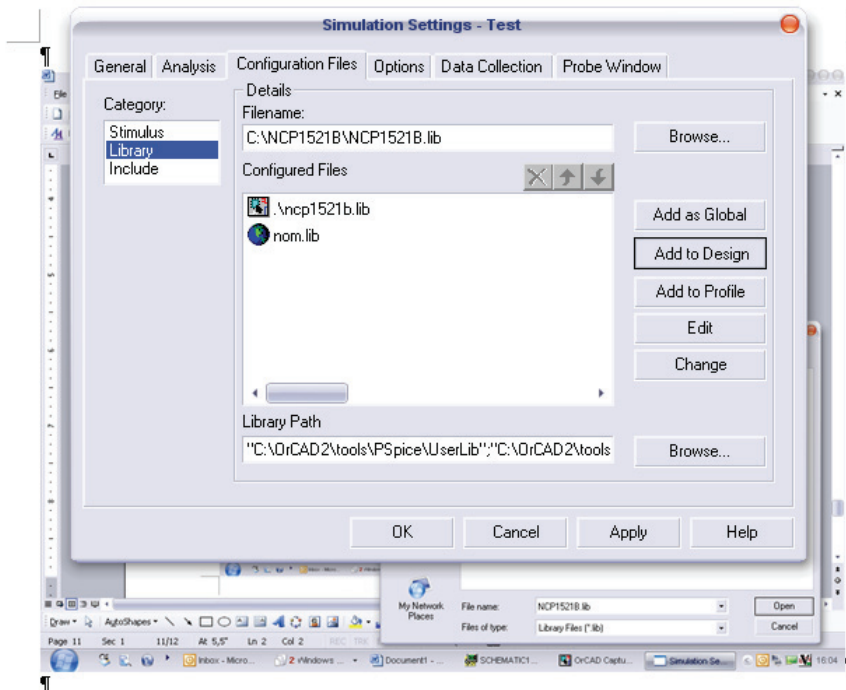 ¶
Simulation Settings - Test
General Analysis Configuration Files Options Data Collection Probe Window
File
Category:
Stimulus
Library
Include
Details
Filename:
C:\NCP1521B\NCP1521B.lib
Browse...
Configured Files
.\ncp1521b.lib
nom.lib
Add as Global
Add to Design
Add to Profile
Edit
Change
Library Path
"C:\OrCAD2\tools\PSpice\UserLib";"C:\OrCAD2\tools
Browse...
OK Cancel Apply Help
My Network Places
File name: NCP1521B.lib Open
Files of type: Library Files (*.lib) Cancel
Draw AutoShapes
Page 11 Sec 1 11/12 At 5,5" Ln 2 Col 2 REC
Inbox - Micro... 2 Windows ... Document1 - ... SCHEMATIC1... OrCAD Captu... Simulation Se... 16:04
¶